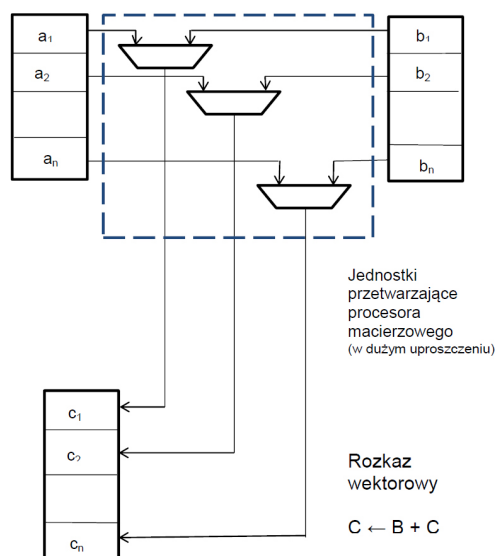 a₁
b₁
a₂
b₂
aₙ
bₙ
Jednostki
przetwarzające
procesora
macierzowego
(w dużym uproszczeniu)
c₁
c₂
Rozkaz
wektorowy
C ← B + C
cₙ